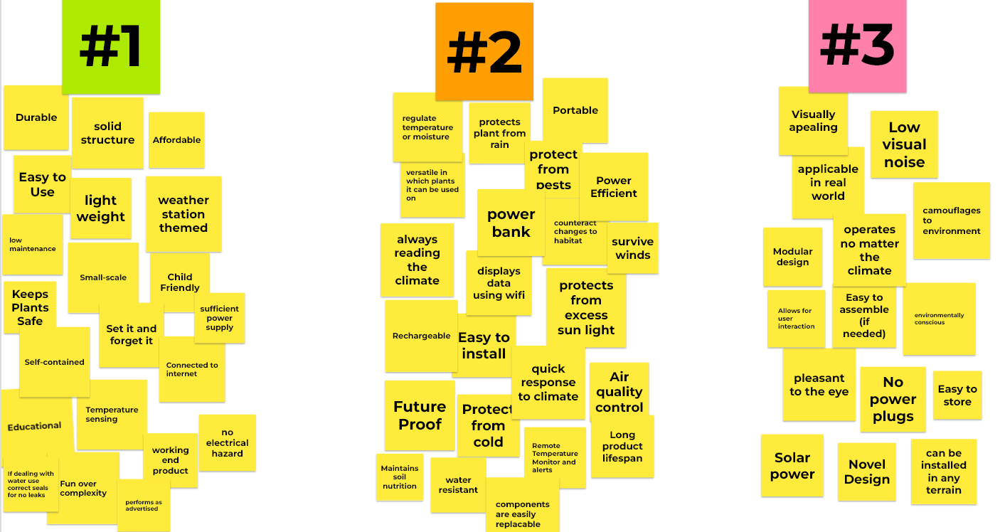 #1
Durable
solid
structure
Affordable
Easy to
Use
light
weight
weather
station
themed
low
maintenance
Small-scale
Child
Friendly
Keeps
Plants
Safe
sufficient
power
supply
Set it and
forget it
Self-contained
Connected to
internet
Educational
Temperature
sensing
no
electrical
hazard
working
end
product
If dealing with
water use
correct seals
for no leaks
Fun over
complexity
performs as
advertised
#2
regulate
temperature
or moisture
protects
plant from
rain
Portable
versatile in
which plants
it can be used
on
protect
from
pests
Power
Efficient
power
bank
counteract
changes to
habitat
survive
winds
always
reading
the
climate
displays
data
using wifi
protects
from
excess
sun light
Rechargeable
Easy to
install
quick
response
to climate
Air
quality
control
Future
Proof
Protect
from
cold
Remote
Temperature
Monitor and
alerts
Long
product
lifespan
Maintains
soil
nutrition
water
resistant
components
are easily
replacable
#3
Visually
apealing
Low
visual
noise
applicable
in real
world
camouflages
to
environment
Modular
design
operates
no matter
the
climate
Allows for
user
interaction
Easy to
assemble
(if
needed)
environmentally
conscious
pleasant
to the eye
No
power
plugs
Easy to
store
Solar
power
Novel
Design
can be
installed
in any
terrain